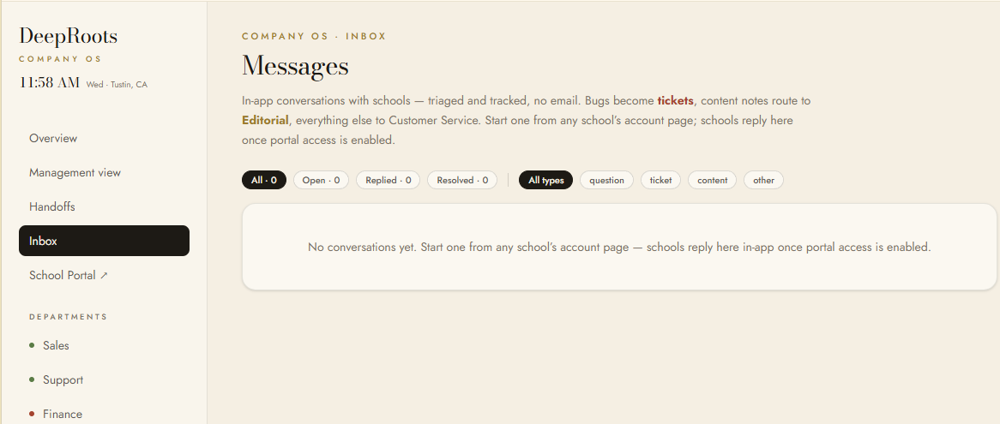 DeepRoots
COMPANY OS
11:58 AM Wed · Tustin, CA
Overview
Management view
Handoffs
Inbox
School Portal ↗
DEPARTMENTS
Sales
Support
Finance
COMPANY OS · INBOX
Messages
In-app conversations with schools — triaged and tracked, no email. Bugs become tickets, content notes route to
Editorial, everything else to Customer Service. Start one from any school’s account page; schools reply here
once portal access is enabled.
All · 0 Open · 0 Replied · 0 Resolved · 0 All types question ticket content other
No conversations yet. Start one from any school’s account page — schools reply here in-app once portal access is enabled.